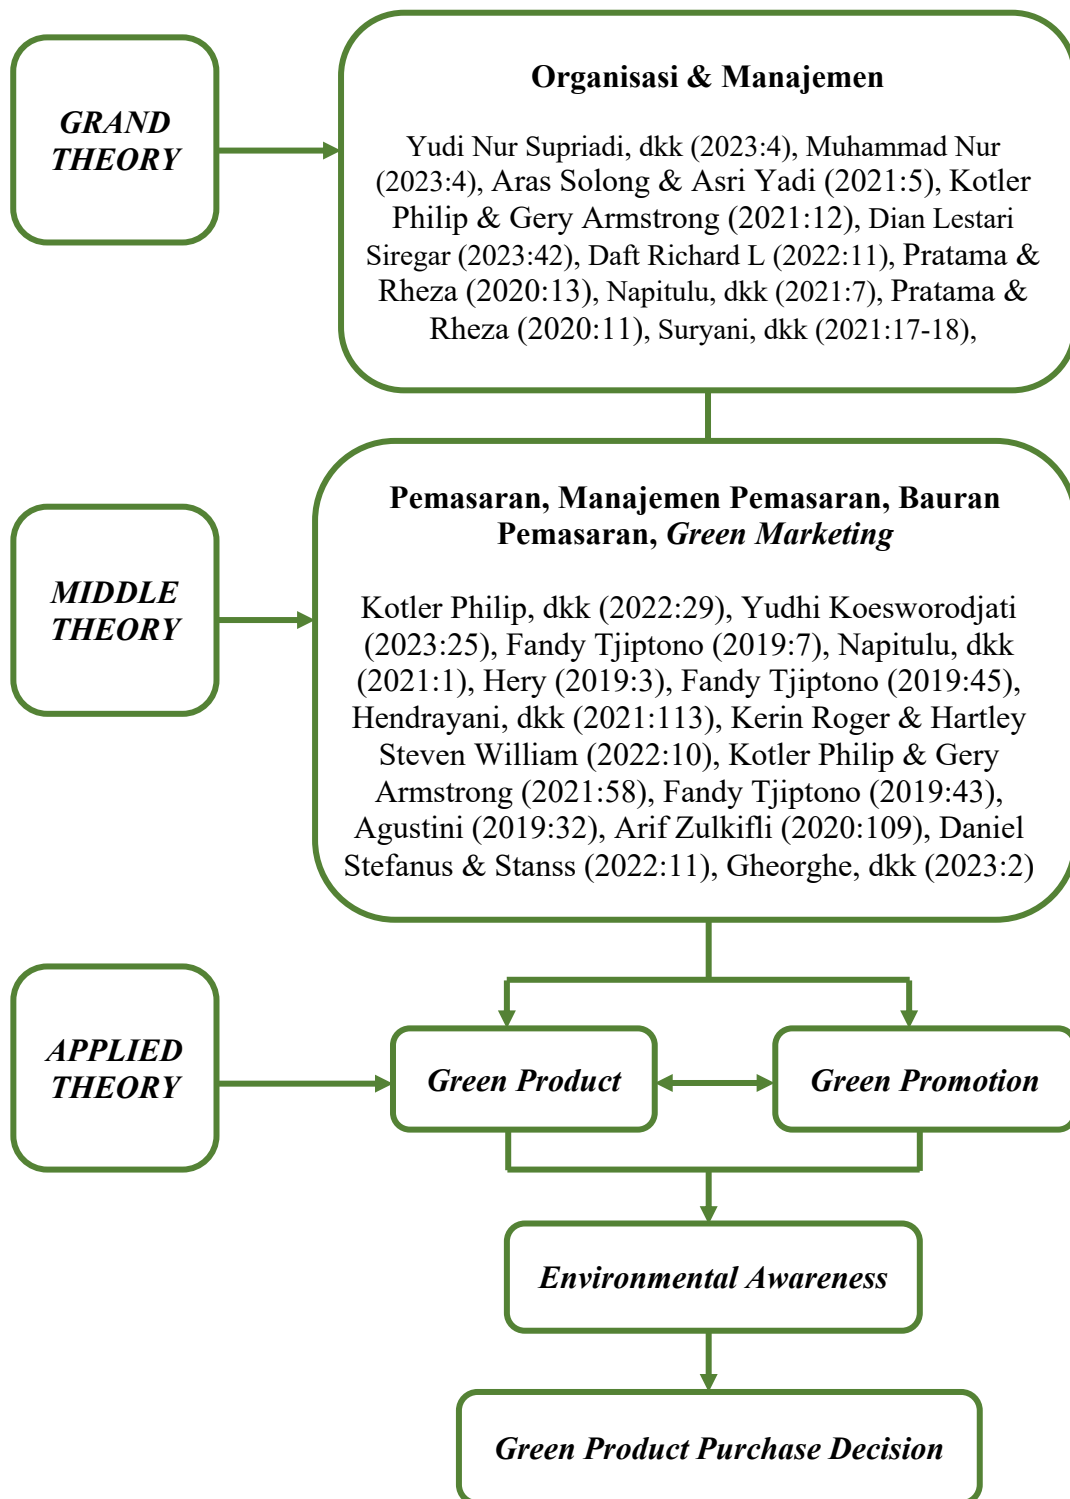 GRAND
THEORY
Organisasi & Manajemen
Yudi Nur Supriadi, dkk (2023:4), Muhammad Nur
(2023:4), Aras Solong & Asri Yadi (2021:5), Kotler
Philip & Gery Armstrong (2021:12), Dian Lestari
Siregar (2023:42), Daft Richard L (2022:11), Pratama &
Rheza (2020:13), Napitulu, dkk (2021:7), Pratama &
Rheza (2020:11), Suryani, dkk (2021:17-18),
MIDDLE
THEORY
Pemasaran, Manajemen Pemasaran, Bauran
Pemasaran, Green Marketing
Kotler Philip, dkk (2022:29), Yudhi Koesworodjati
(2023:25), Fandy Tjiptono (2019:7), Napitulu, dkk
(2021:1), Hery (2019:3), Fandy Tjiptono (2019:45),
Hendrayani, dkk (2021:113), Kerin Roger & Hartley
Steven William (2022:10), Kotler Philip & Gery
Armstrong (2021:58), Fandy Tjiptono (2019:43),
Agustini (2019:32), Arif Zulkifli (2020:109), Daniel
Stefanus & Stanss (2022:11), Gheorghe, dkk (2023:2)
APPLIED
THEORY
Green Product
Green Promotion
Environmental Awareness
Green Product Purchase Decision